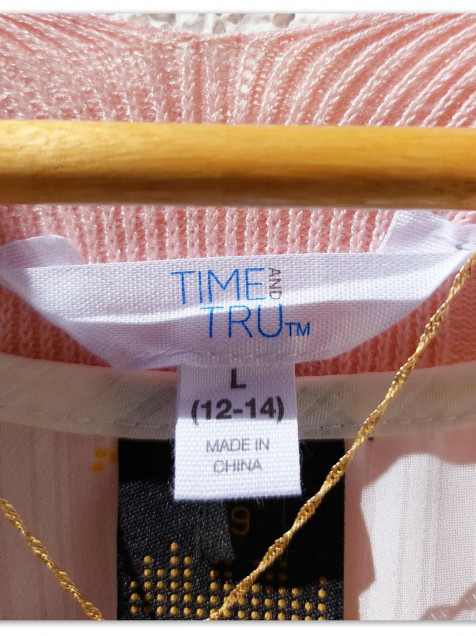 TIME AND
TRU™
L
(12-14)
MADE IN
CHINA